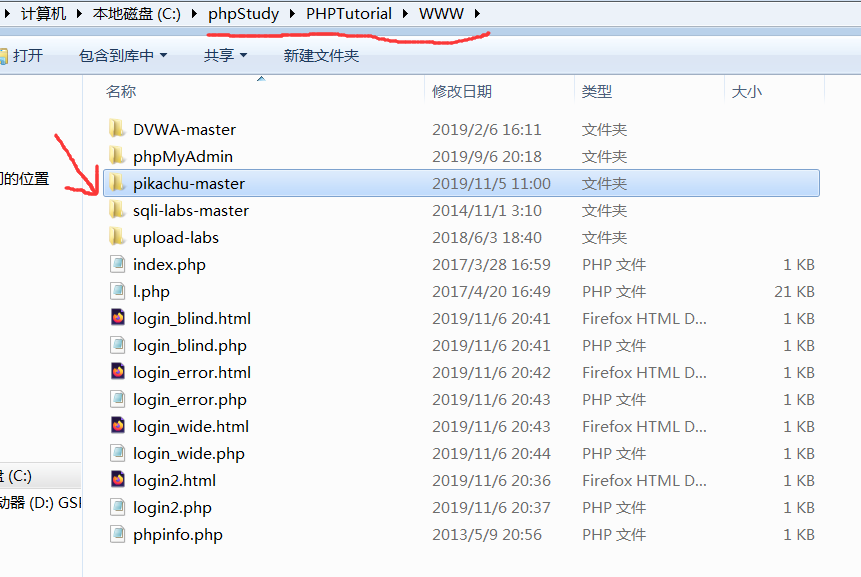 计算机 ▸ 本地磁盘 (C:) ▸ phpStudy ▸ PHPTutorial ▸ WWW ▸
打开 包含到库中 共享 新建文件夹
名称 修改日期 类型 大小
DVWA-master 2019/2/6 16:11 文件夹
phpMyAdmin 2019/9/6 20:18 文件夹
的位置
pikachu-master 2019/11/5 11:00 文件夹
sqli-labs-master 2014/11/1 3:10 文件夹
upload-labs 2018/6/3 18:40 文件夹
index.php 2017/3/28 16:59 PHP 文件 1 KB
l.php 2017/4/20 16:49 PHP 文件 21 KB
login_blind.html 2019/11/6 20:41 Firefox HTML D... 1 KB
login_blind.php 2019/11/6 20:41 PHP 文件 1 KB
login_error.html 2019/11/6 20:42 Firefox HTML D... 1 KB
login_error.php 2019/11/6 20:43 PHP 文件 1 KB
login_wide.html 2019/11/6 20:43 Firefox HTML D... 1 KB
login_wide.php 2019/11/6 20:44 PHP 文件 1 KB
(C:)
login2.html 2019/11/6 20:36 Firefox HTML D... 1 KB
动器 (D:) GSI
login2.php 2019/11/6 20:37 PHP 文件 1 KB
phpinfo.php 2013/5/9 20:56 PHP 文件 1 KB